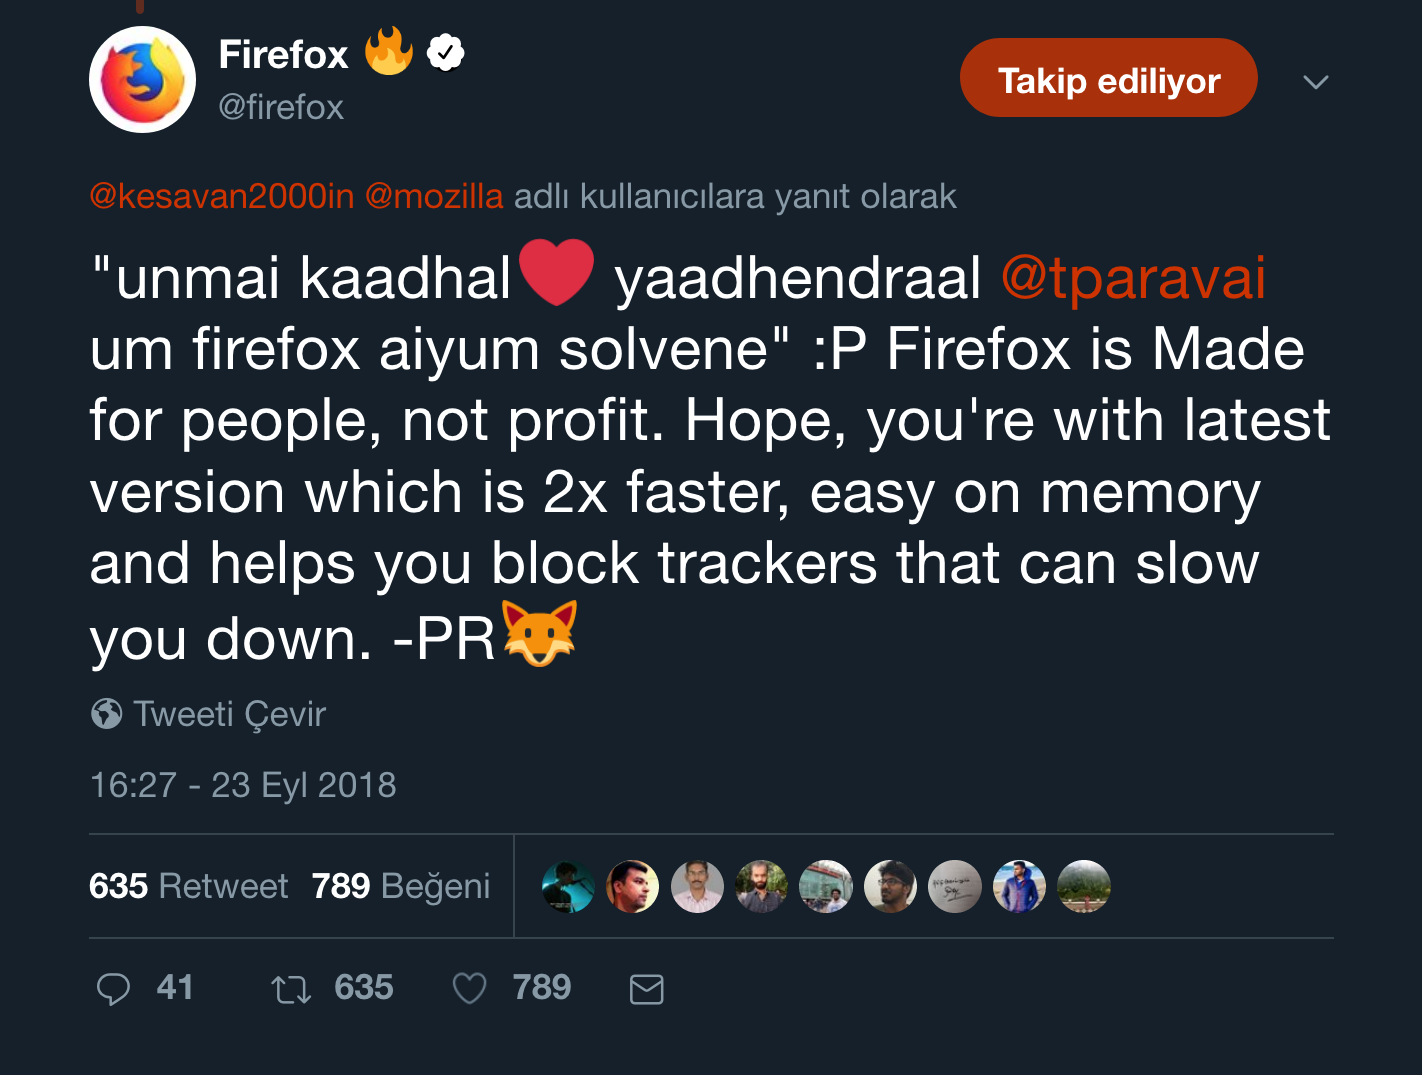 Firefox 🔥
@firefox
Takip ediliyor
@kesavan2000in @mozilla adlı kullanıcılara yanıt olarak
"unmai kaadhal❤️ yaadhendraal @tparavai
um firefox aiyum solvene" :P Firefox is Made
for people, not profit. Hope, you're with latest
version which is 2x faster, easy on memory
and helps you block trackers that can slow
you down. -PR🦊
Tweeti Çevir
16:27 - 23 Eyl 2018
635 Retweet 789 Beğeni
41 635 789